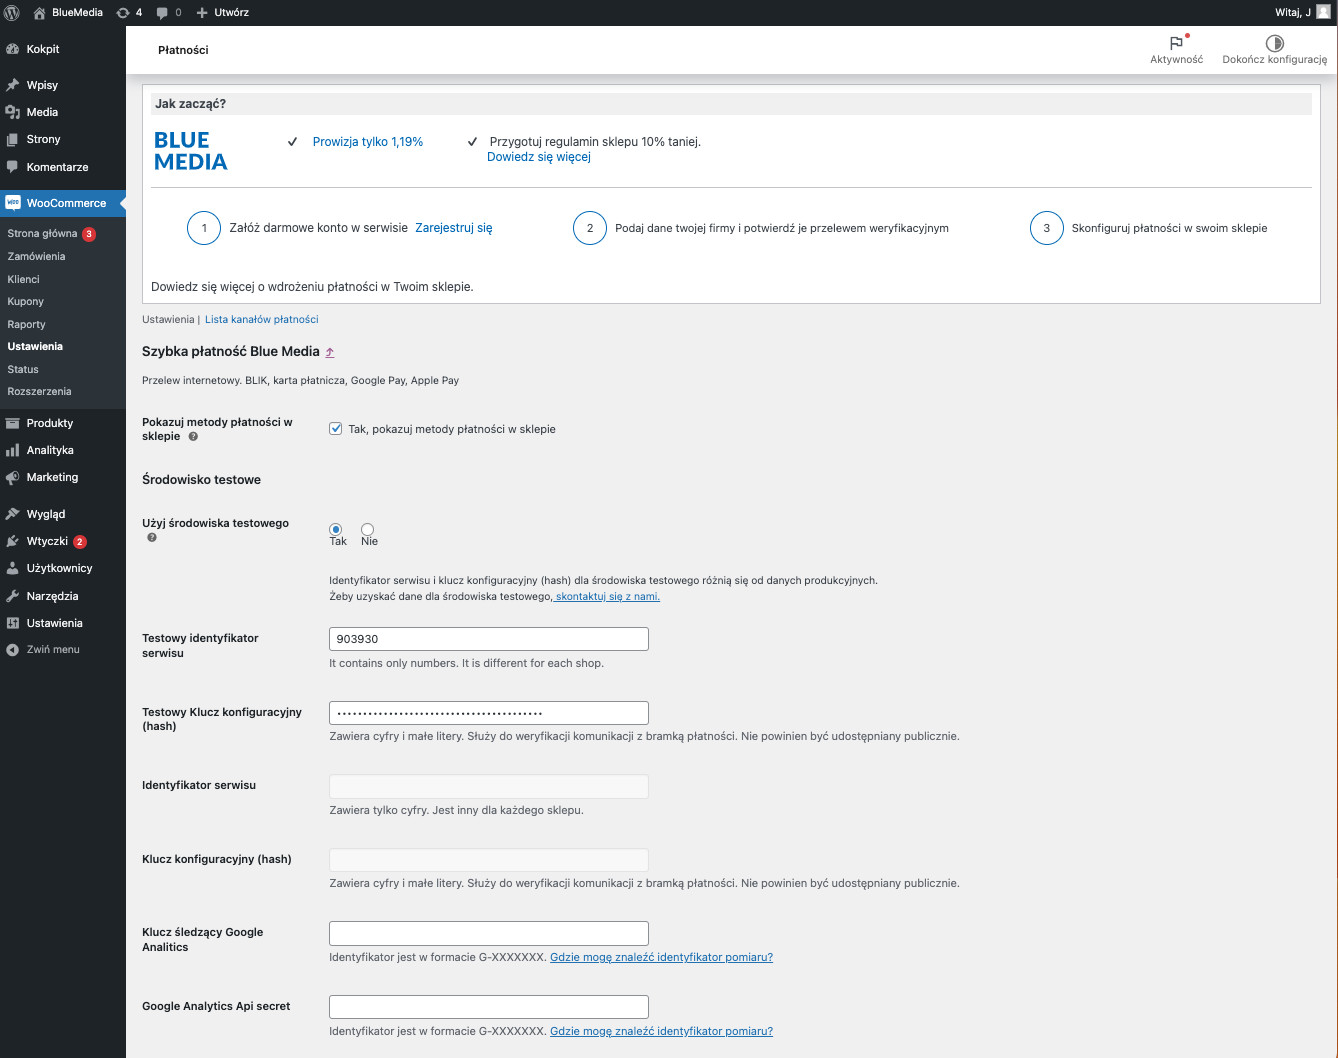 BlueMedia 4 0 Utwórz
Witaj, J
Kokpit
Wpisy
Media
Strony
Komentarze
WooCommerce
Strona główna 3
Zamówienia
Klienci
Kupony
Raporty
Ustawienia
Status
Rozszerzenia
Produkty
Analityka
Marketing
Wygląd
Wtyczki 2
Użytkownicy
Narzędzia
Ustawienia
Zwiń menu
Płatności
Aktywność
Dokończ konfigurację
Jak zacząć?
BLUE
MEDIA
Prowizja tylko 1,19%
Przygotuj regulamin sklepu 10% taniej.
Dowiedz się więcej
1 Załóż darmowe konto w serwisie Zarejestruj się
2 Podaj dane twojej firmy i potwierdź je przelewem weryfikacyjnym
3 Skonfiguruj płatności w swoim sklepie
Dowiedz się więcej o wdrożeniu płatności w Twoim sklepie.
Ustawienia | Lista kanałów płatności
Szybka płatność Blue Media
Przelew internetowy. BLIK, karta płatnicza, Google Pay, Apple Pay
Pokazuj metody płatności w
sklepie
Tak, pokazuj metody płatności w sklepie
Środowisko testowe
Użyj środowiska testowego
Tak Nie
Identyfikator serwisu i klucz konfiguracyjny (hash) dla środowiska testowego różnią się od danych produkcyjnych.
Żeby uzyskać dane dla środowiska testowego, skontaktuj się z nami.
Testowy identyfikator
serwisu
903930
It contains only numbers. It is different for each shop.
Testowy Klucz konfiguracyjny
(hash)
Zawiera cyfry i małe litery. Służy do weryfikacji komunikacji z bramką płatności. Nie powinien być udostępniany publicznie.
Identyfikator serwisu
Zawiera tylko cyfry. Jest inny dla każdego sklepu.
Klucz konfiguracyjny (hash)
Zawiera cyfry i małe litery. Służy do weryfikacji komunikacji z bramką płatności. Nie powinien być udostępniany publicznie.
Klucz śledzący Google
Analitics
Identyfikator jest w formacie G-XXXXXXX. Gdzie mogę znaleźć identyfikator pomiaru?
Google Analytics Api secret
Identyfikator jest w formacie G-XXXXXXX. Gdzie mogę znaleźć identyfikator pomiaru?